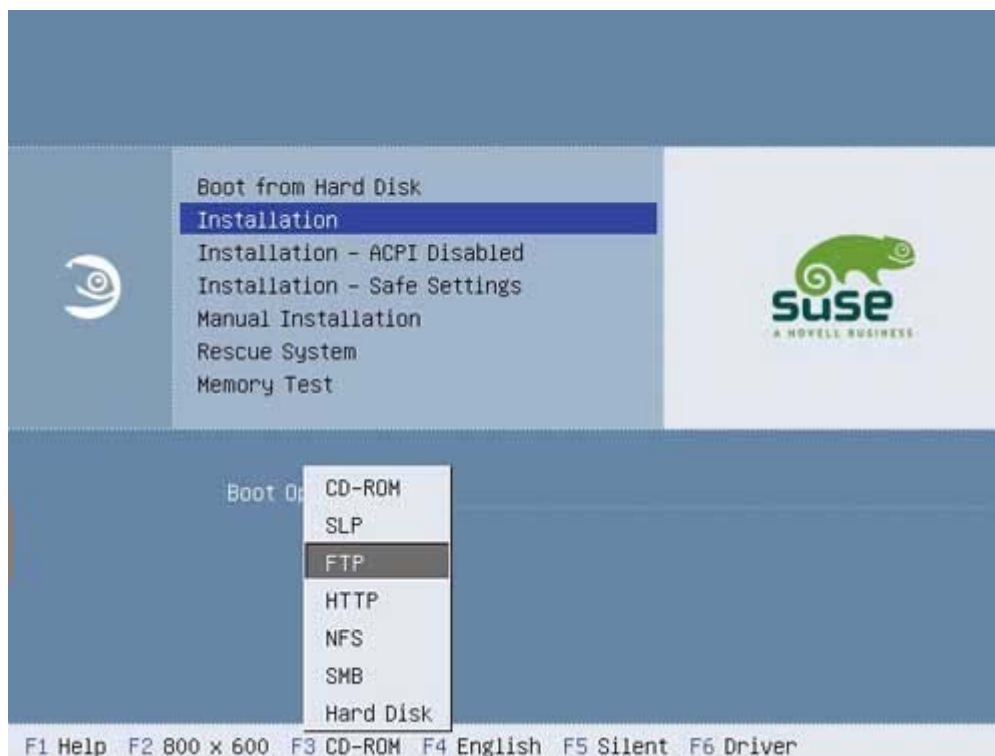 Boot from Hard Disk
Installation
Installation - ACPI Disabled
Installation - Safe Settings
Manual Installation
Rescue System
Memory Test
SUSE
A NOVELL BUSINESS
Boot Op
CD-ROM
SLP
FTP
HTTP
NFS
SMB
Hard Disk
F1 Help F2 800 x 600 F3 CD-ROM F4 English F5 Silent F6 Driver